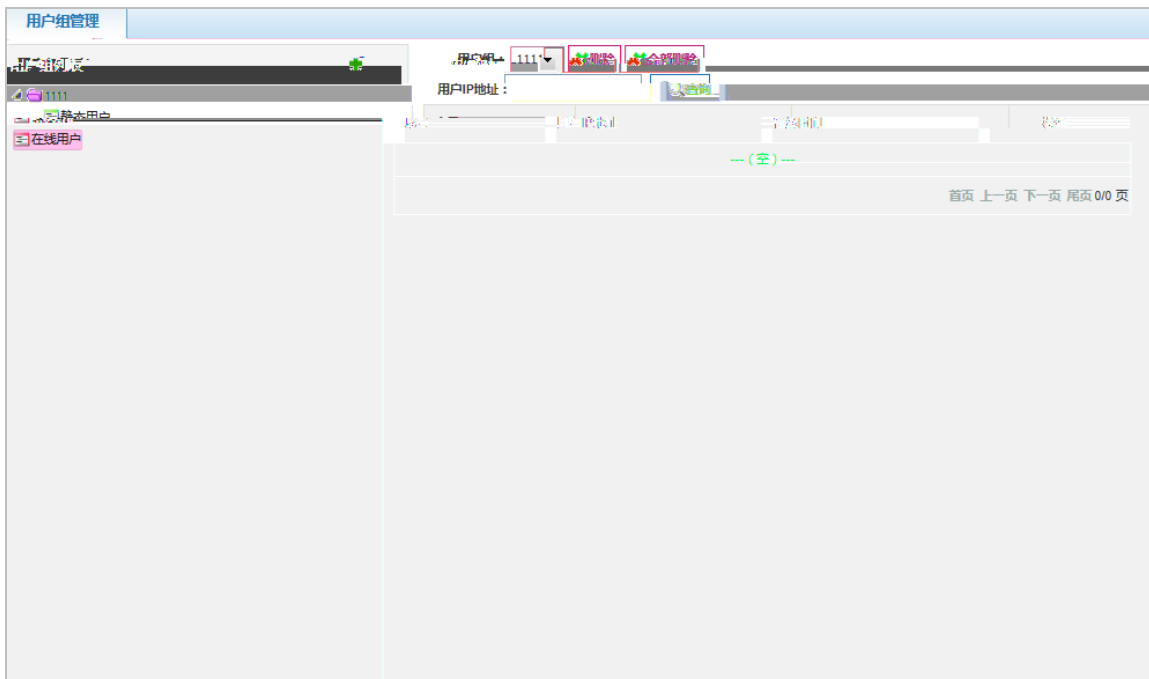 用户组管理
用户组列表
用户组 1111 删除 全部删除
1111
用户IP地址： 查询
静态用户
在线用户
---（空）---
首页 上一页 下一页 尾页 0/0 页